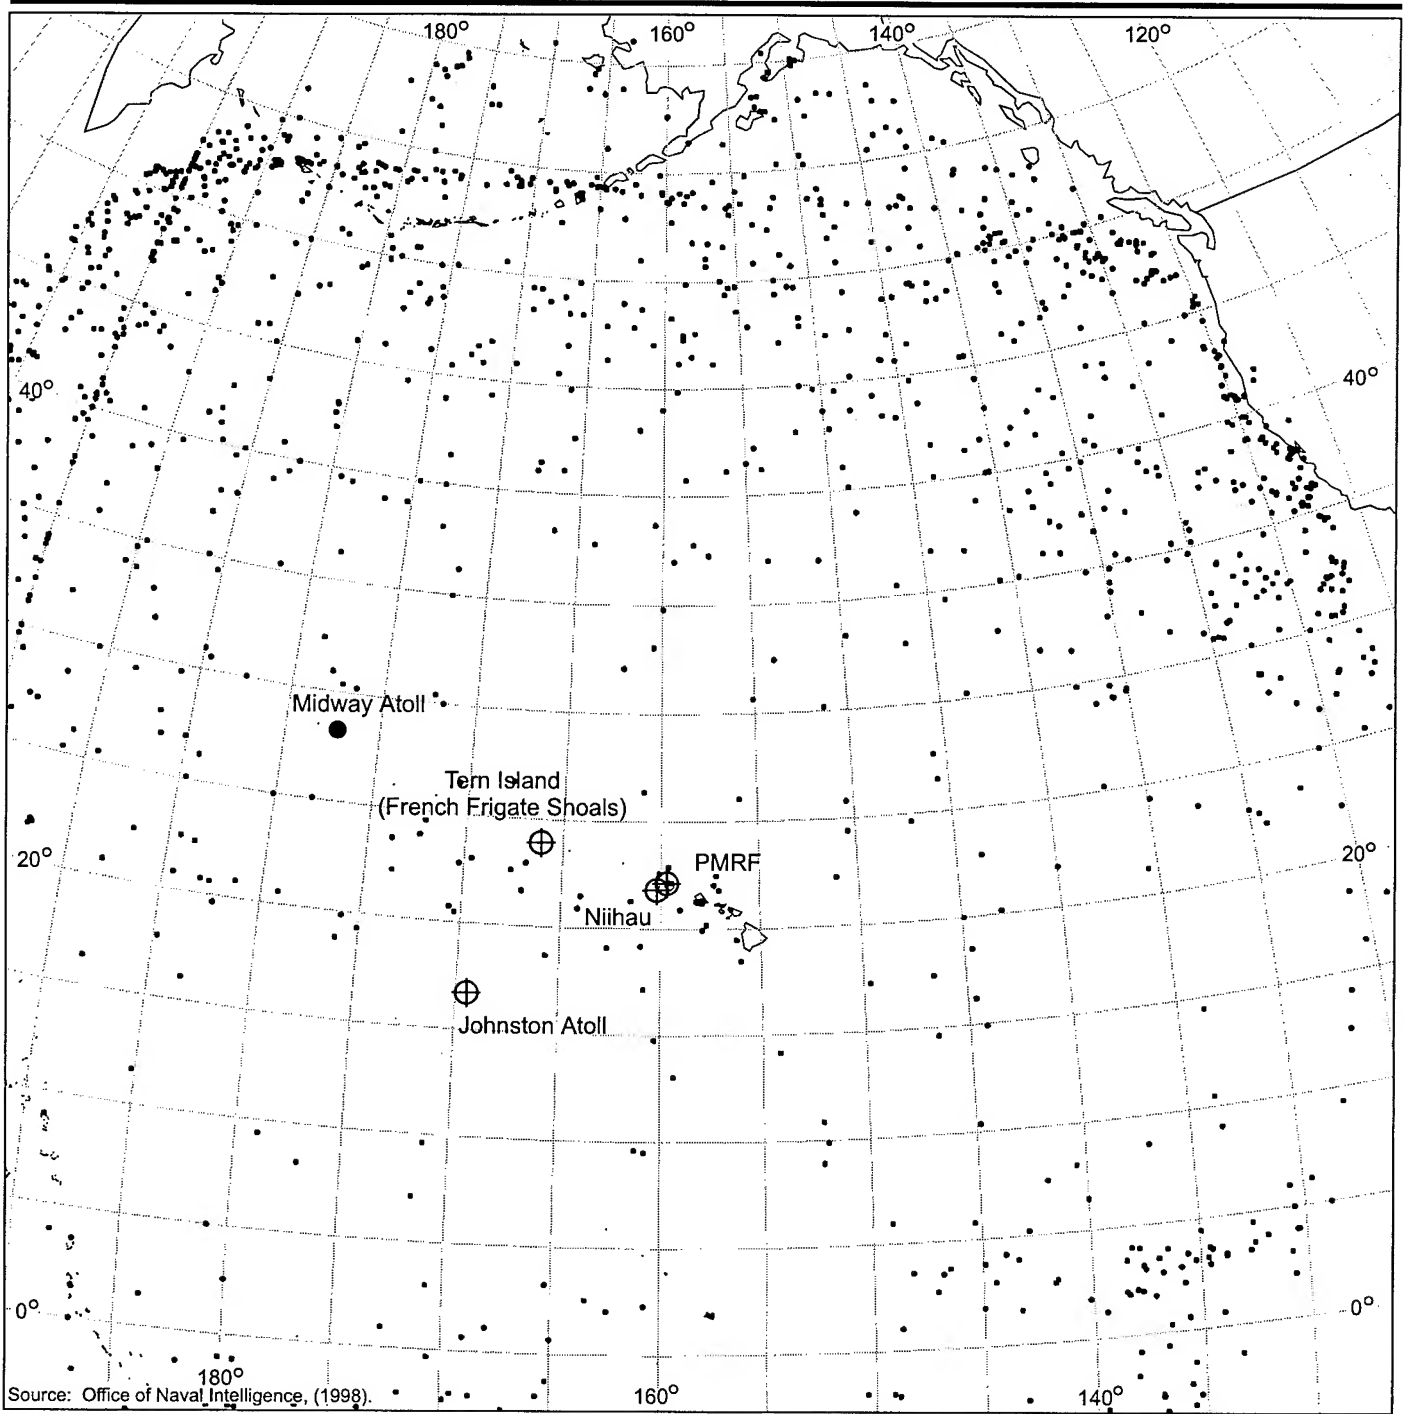 180°
160°
140°
120°
40°
40°
Midway Atoll
Tern Island
(French Frigate Shoals)
20°
20°
PMRF
Niihau
Johnston Atoll
0°
0°
180°
Source: Office of Naval Intelligence, (1998).
160°
140°